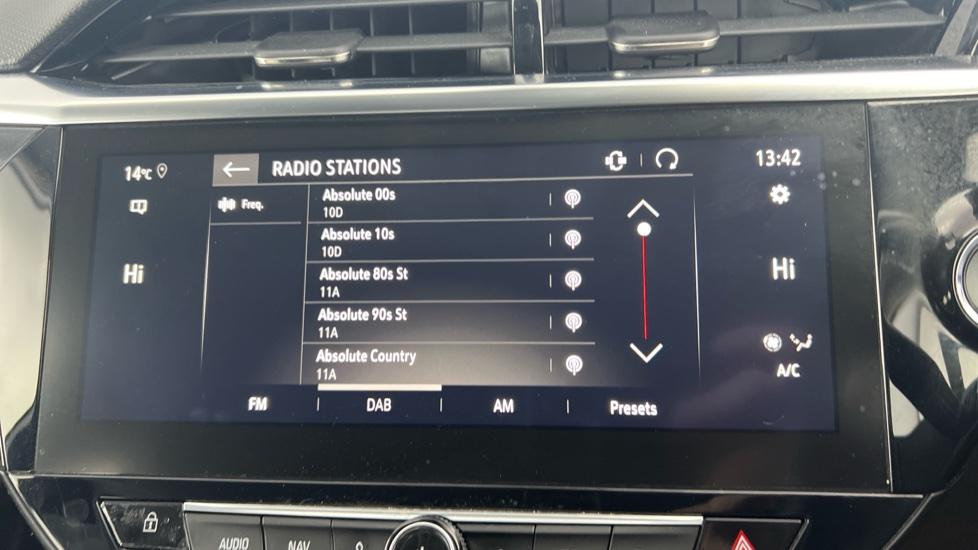 14°C
RADIO STATIONS
13:42
Freq.
Absolute 00s
10D
Absolute 10s
10D
Absolute 80s St
11A
Absolute 90s St
11A
Absolute Country
11A
Hi
Hi
A/C
FM
DAB
AM
Presets
AUDIO
NAV